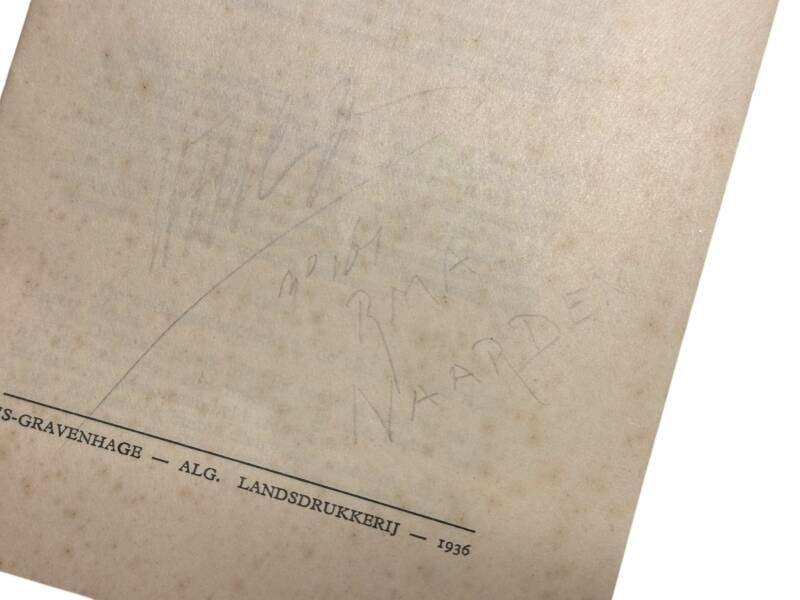 RMA
NAARDEN
'S-GRAVENHAGE — ALG. LANDSDRUKKERIJ — 1936